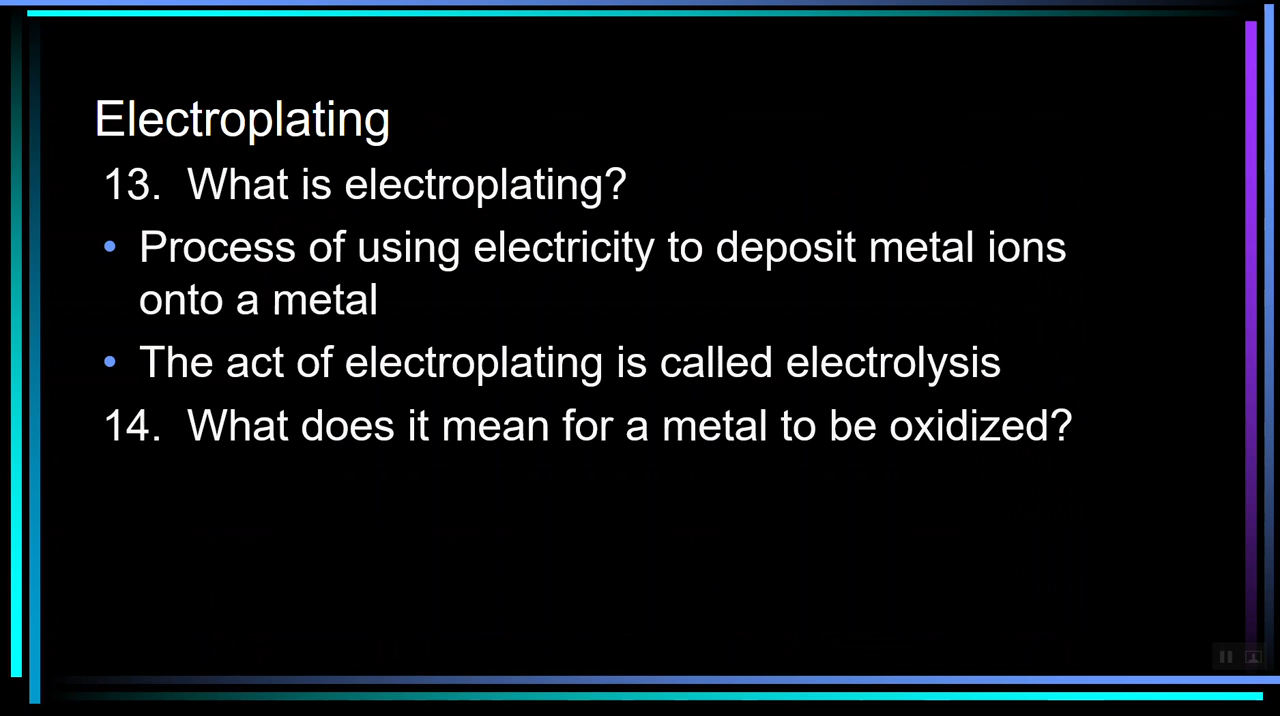 Electroplating
13.  What is electroplating?
• Process of using electricity to deposit metal ions
onto a metal
• The act of electroplating is called electrolysis
14.  What does it mean for a metal to be oxidized?